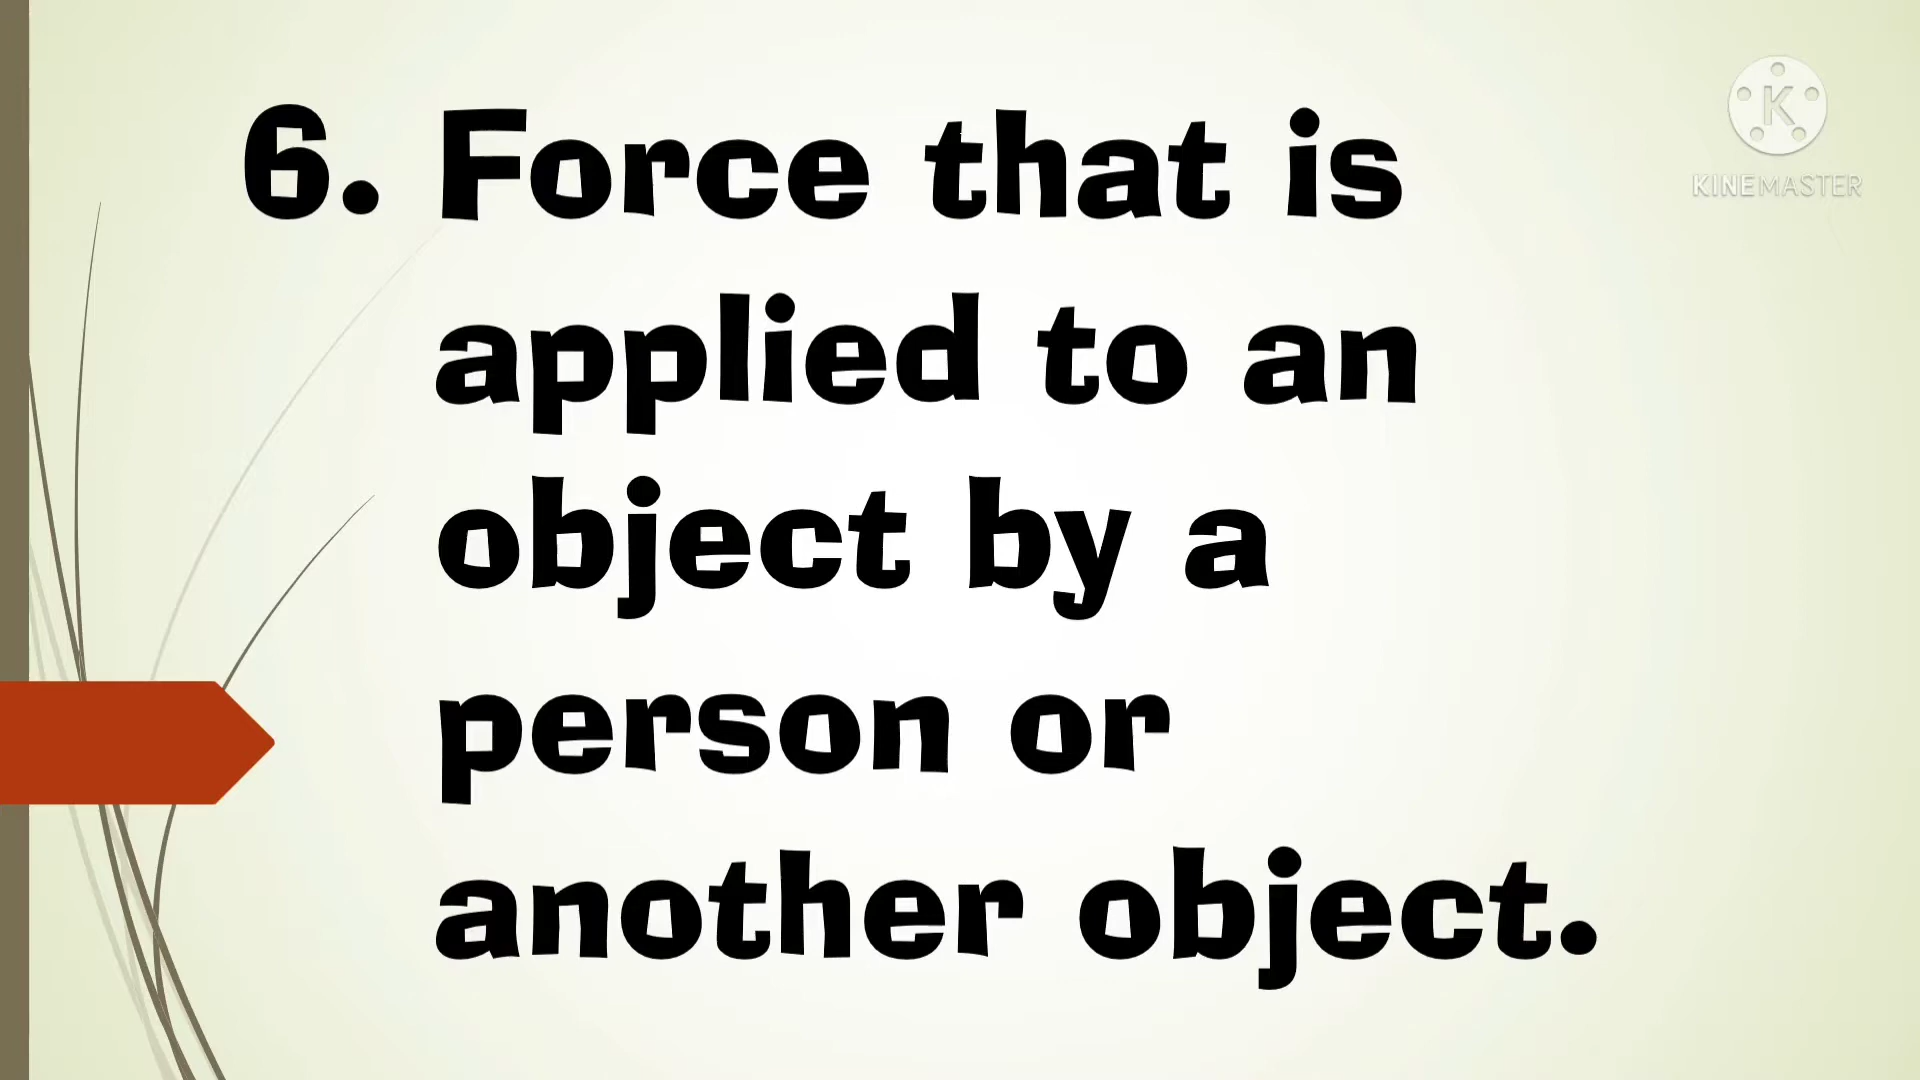 6. Force that is
applied to an
object by a
person or
another object.
K
KINEMASTER